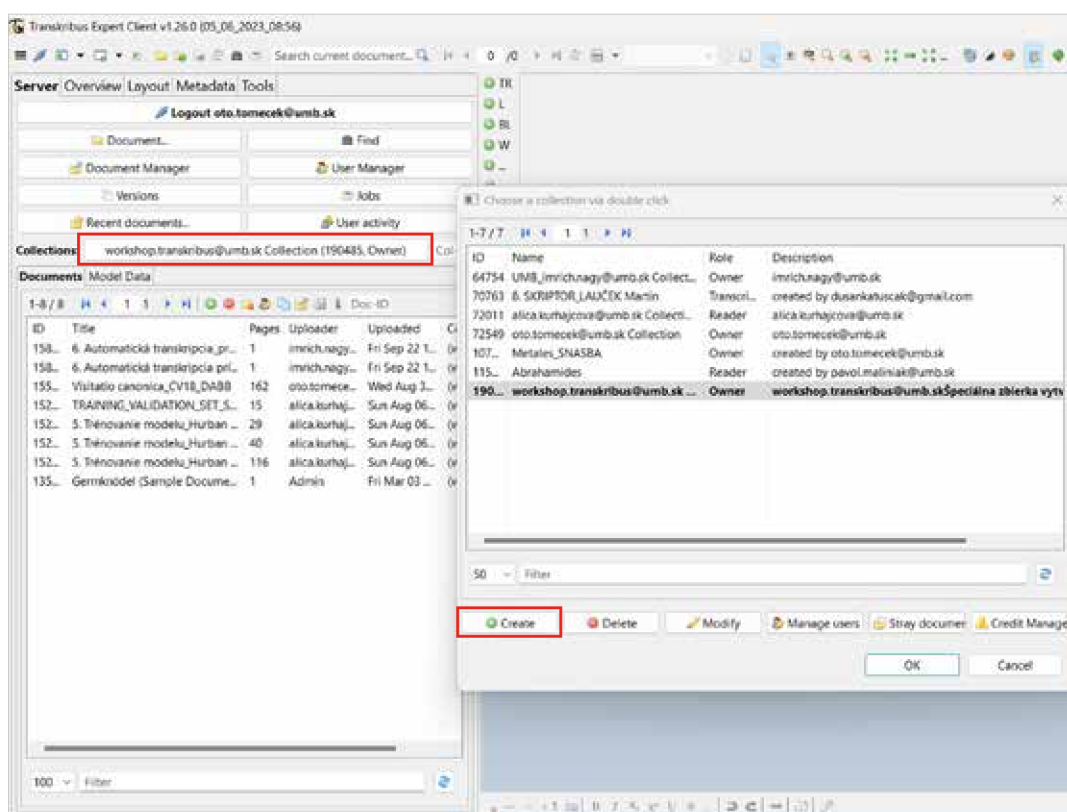 Transkribus Expert Client v1.26.0 (05_06_2023_08:56)
Search current document... 0 /0
Server Overview Layout Metadata Tools
Logout oto.tomecek@umb.sk
Document... Find
Document Manager User Manager
Versions Jobs
Recent documents... User activity
Collections: workshop.transkribus@umb.sk Collection (190485, Owner) Col
Documents Model Data
1-8 / 8 1 1 Doc-ID
ID Title Pages Uploader Uploaded
158... 6. Automatická transkripcia_pr... 1 imrich.nagy... Fri Sep 22 1...
158... 6. Automatická transkripcia_prí... 1 imrich.nagy... Fri Sep 22 1...
155... Visitatio canonica_CV18_DABB 162 oto.tomece... Wed Aug 3...
152... TRAINING_VALIDATION_SET_S... 15 alica.kurhaj... Sun Aug 06...
152... 5. Trénovanie modelu_Hurban ... 29 alica.kurhaj... Sun Aug 06...
152... 5. Trénovanie modelu_Hurban ... 40 alica.kurhaj... Sun Aug 06...
152... 5. Trénovanie modelu_Hurban ... 116 alica.kurhaj... Sun Aug 06...
135... Germknödel (Sample Docume... 1 Admin Fri Mar 03 ...
100 Filter
TR
L
BL
W
...
Choose a collection via double click
1-7 / 7 1 1
ID Name Role Description
64754 UMB_imrich.nagy@umb.sk Collect... Owner imrich.nagy@umb.sk
70763 6. SKRIPTOR_LAUČEK Martin Transcri... created by dusankatuscak@gmail.com
72011 alica.kurhajcova@umb.sk Collecti... Reader alica.kurhajcova@umb.sk
72549 oto.tomecek@umb.sk Collection Owner oto.tomecek@umb.sk
107... Metales_SNASBA Owner created by oto.tomecek@umb.sk
115... Abrahamides Reader created by pavol.maliniak@umb.sk
190... workshop.transkribus@umb.sk ... Owner workshop.transkribus@umb.skŠpeciálna zbierka vytv
50 Filter
Create Delete Modify Manage users Stray documen Credit Manage
OK Cancel